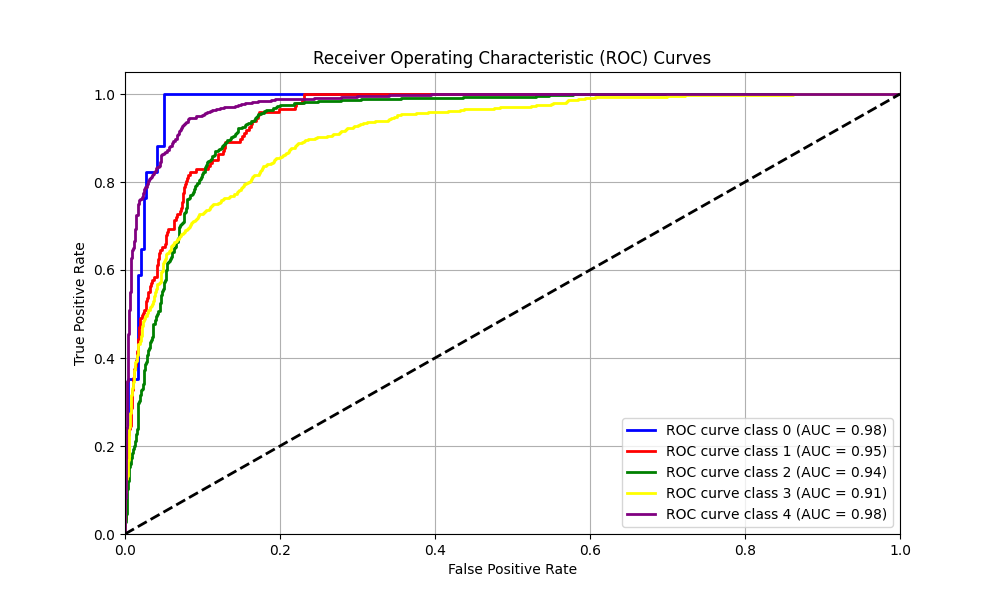 Receiver Operating Characteristic (ROC) Curves
True Positive Rate
1.0
0.8
0.6
0.4
0.2
0.0
ROC curve class 0 (AUC = 0.98)
ROC curve class 1 (AUC = 0.95)
ROC curve class 2 (AUC = 0.94)
ROC curve class 3 (AUC = 0.91)
ROC curve class 4 (AUC = 0.98)
0.0 0.2 0.4 0.6 0.8 1.0
False Positive Rate